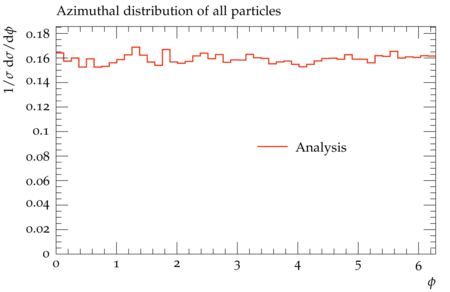 Azimuthal distribution of all particles
1/σ dσ/dϕ
0.18
0.16
0.14
0.12
0.1
0.08
0.06
0.04
0.02
0
Analysis
0 1 2 3 4 5 6
ϕ